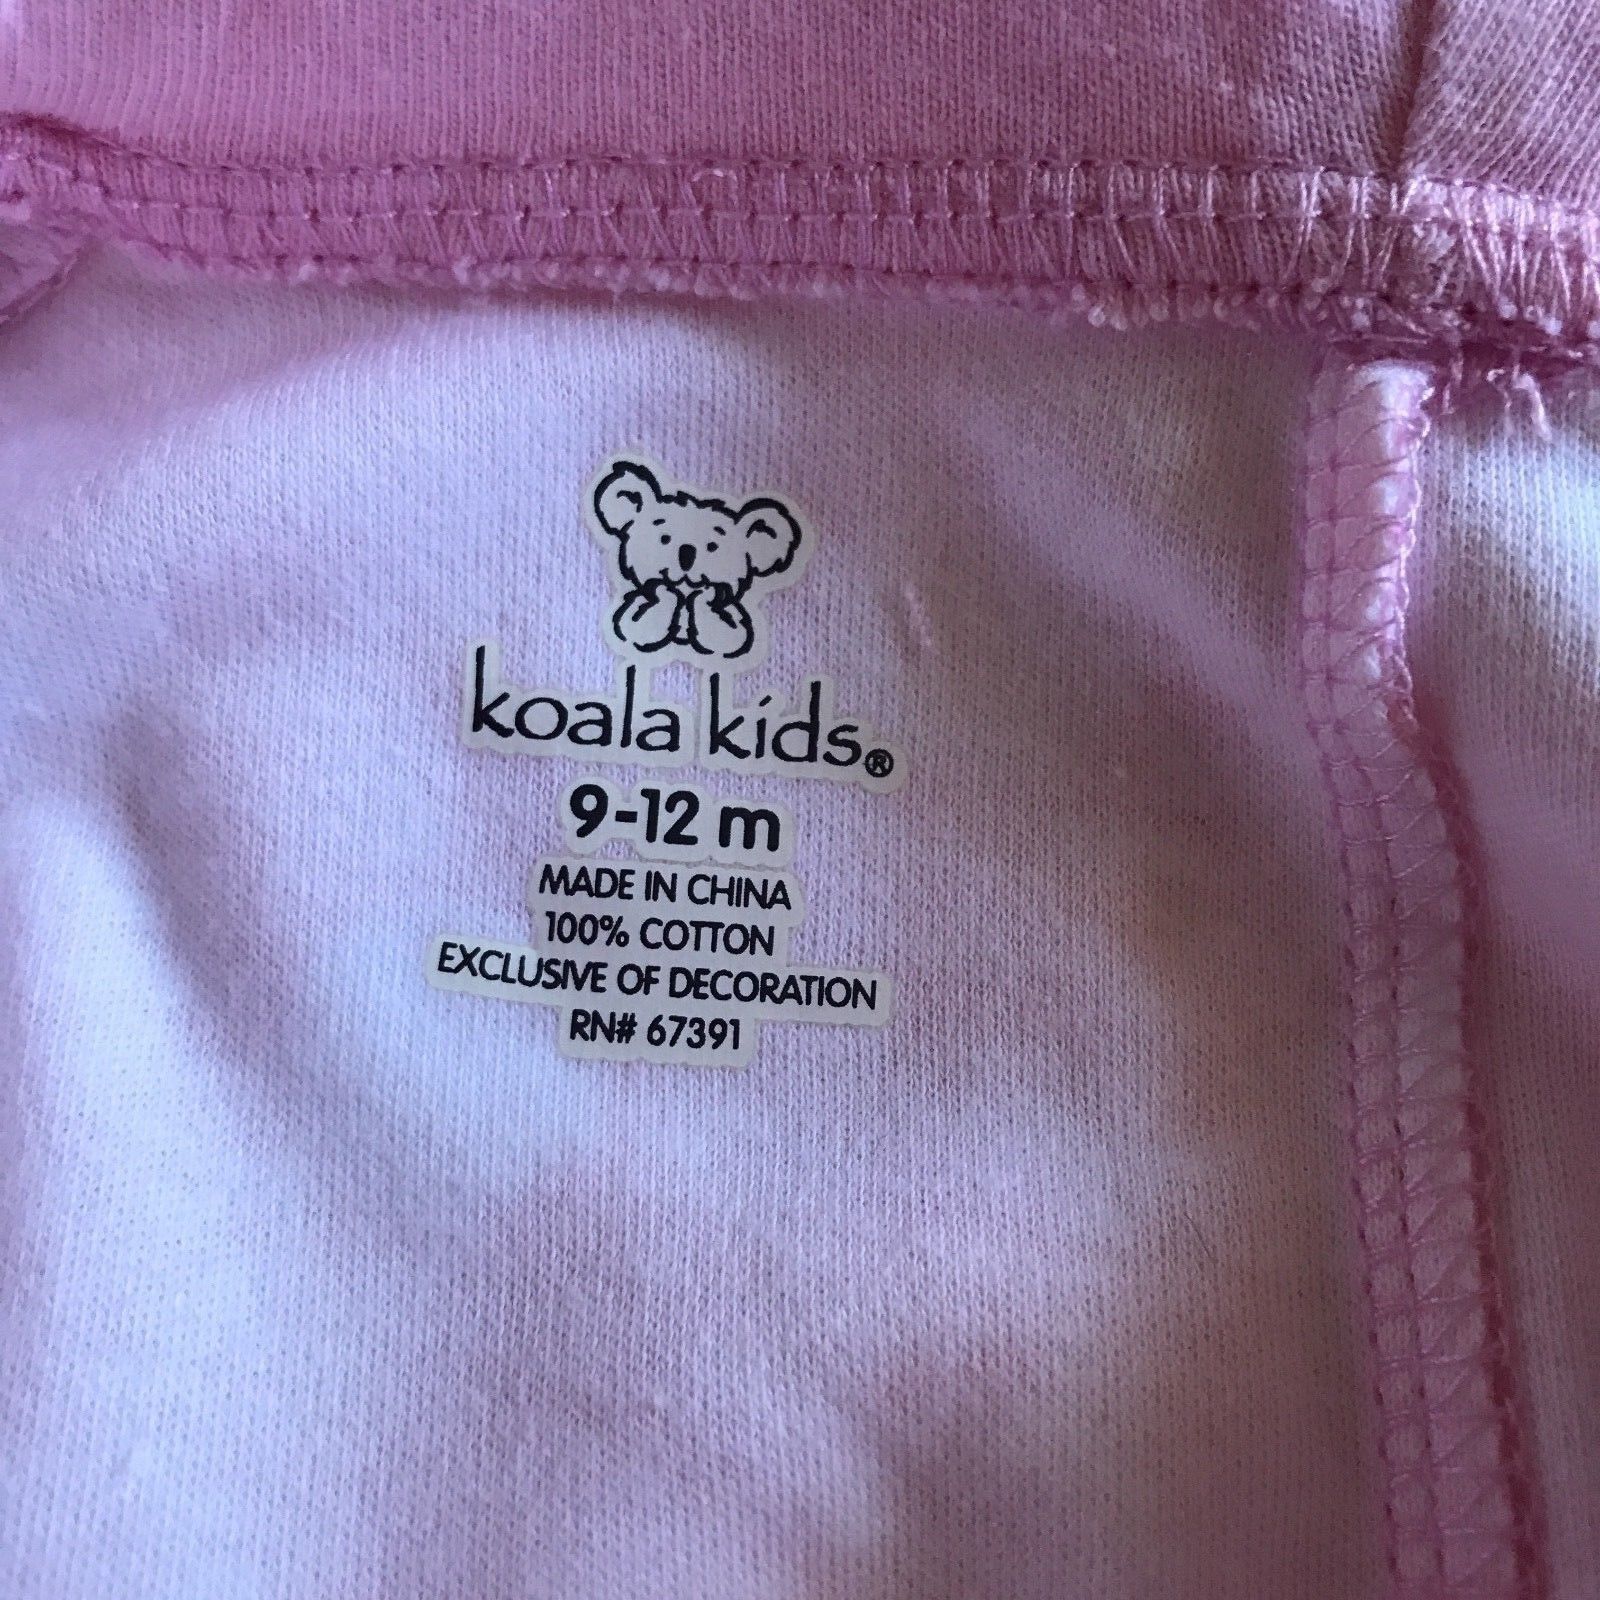 koala kids®
9-12 m
MADE IN CHINA
100% COTTON
EXCLUSIVE OF DECORATION
RN# 67391